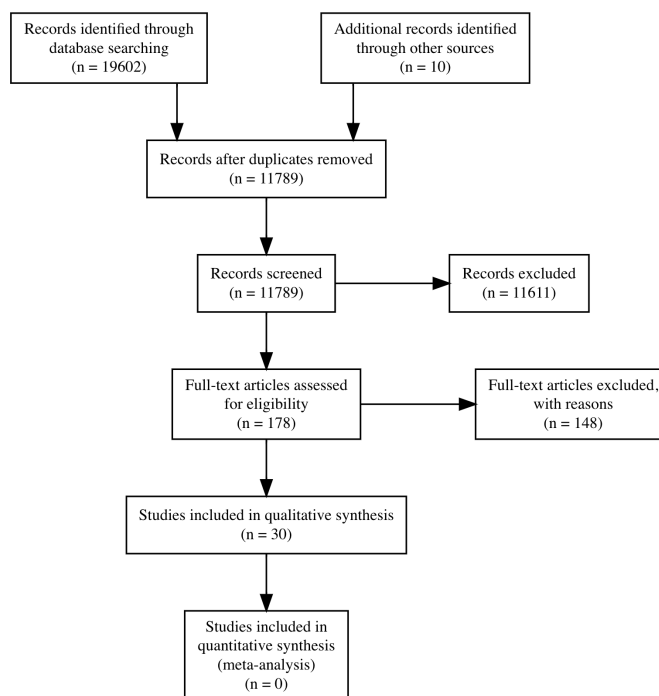 Records identified through
database searching
(n = 19602)
Additional records identified
through other sources
(n = 10)
Records after duplicates removed
(n = 11789)
Records screened
(n = 11789)
Records excluded
(n = 11611)
Full-text articles assessed
for eligibility
(n = 178)
Full-text articles excluded,
with reasons
(n = 148)
Studies included in qualitative synthesis
(n = 30)
Studies included in
quantitative synthesis
(meta-analysis)
(n = 0)